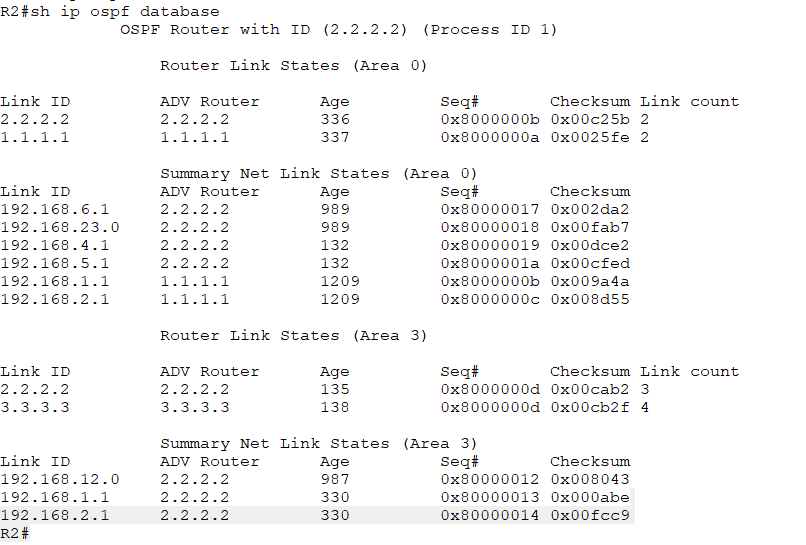 R2#sh ip ospf database
OSPF Router with ID (2.2.2.2) (Process ID 1)
Router Link States (Area 0)
Link ID ADV Router Age Seq# Checksum Link count
2.2.2.2 2.2.2.2 336 0x8000000b 0x00c25b 2
1.1.1.1 1.1.1.1 337 0x8000000a 0x0025fe 2
Summary Net Link States (Area 0)
Link ID ADV Router Age Seq# Checksum
192.168.6.1 2.2.2.2 989 0x80000017 0x002da2
192.168.23.0 2.2.2.2 989 0x80000018 0x00fab7
192.168.4.1 2.2.2.2 132 0x80000019 0x00dce2
192.168.5.1 2.2.2.2 132 0x8000001a 0x00cfed
192.168.1.1 1.1.1.1 1209 0x8000000b 0x009a4a
192.168.2.1 1.1.1.1 1209 0x8000000c 0x008d55
Router Link States (Area 3)
Link ID ADV Router Age Seq# Checksum Link count
2.2.2.2 2.2.2.2 135 0x8000000d 0x00cab2 3
3.3.3.3 3.3.3.3 138 0x8000000d 0x00cb2f 4
Summary Net Link States (Area 3)
Link ID ADV Router Age Seq# Checksum
192.168.12.0 2.2.2.2 987 0x80000012 0x008043
192.168.1.1 2.2.2.2 330 0x80000013 0x000abe
192.168.2.1 2.2.2.2 330 0x80000014 0x00fcc9
R2#